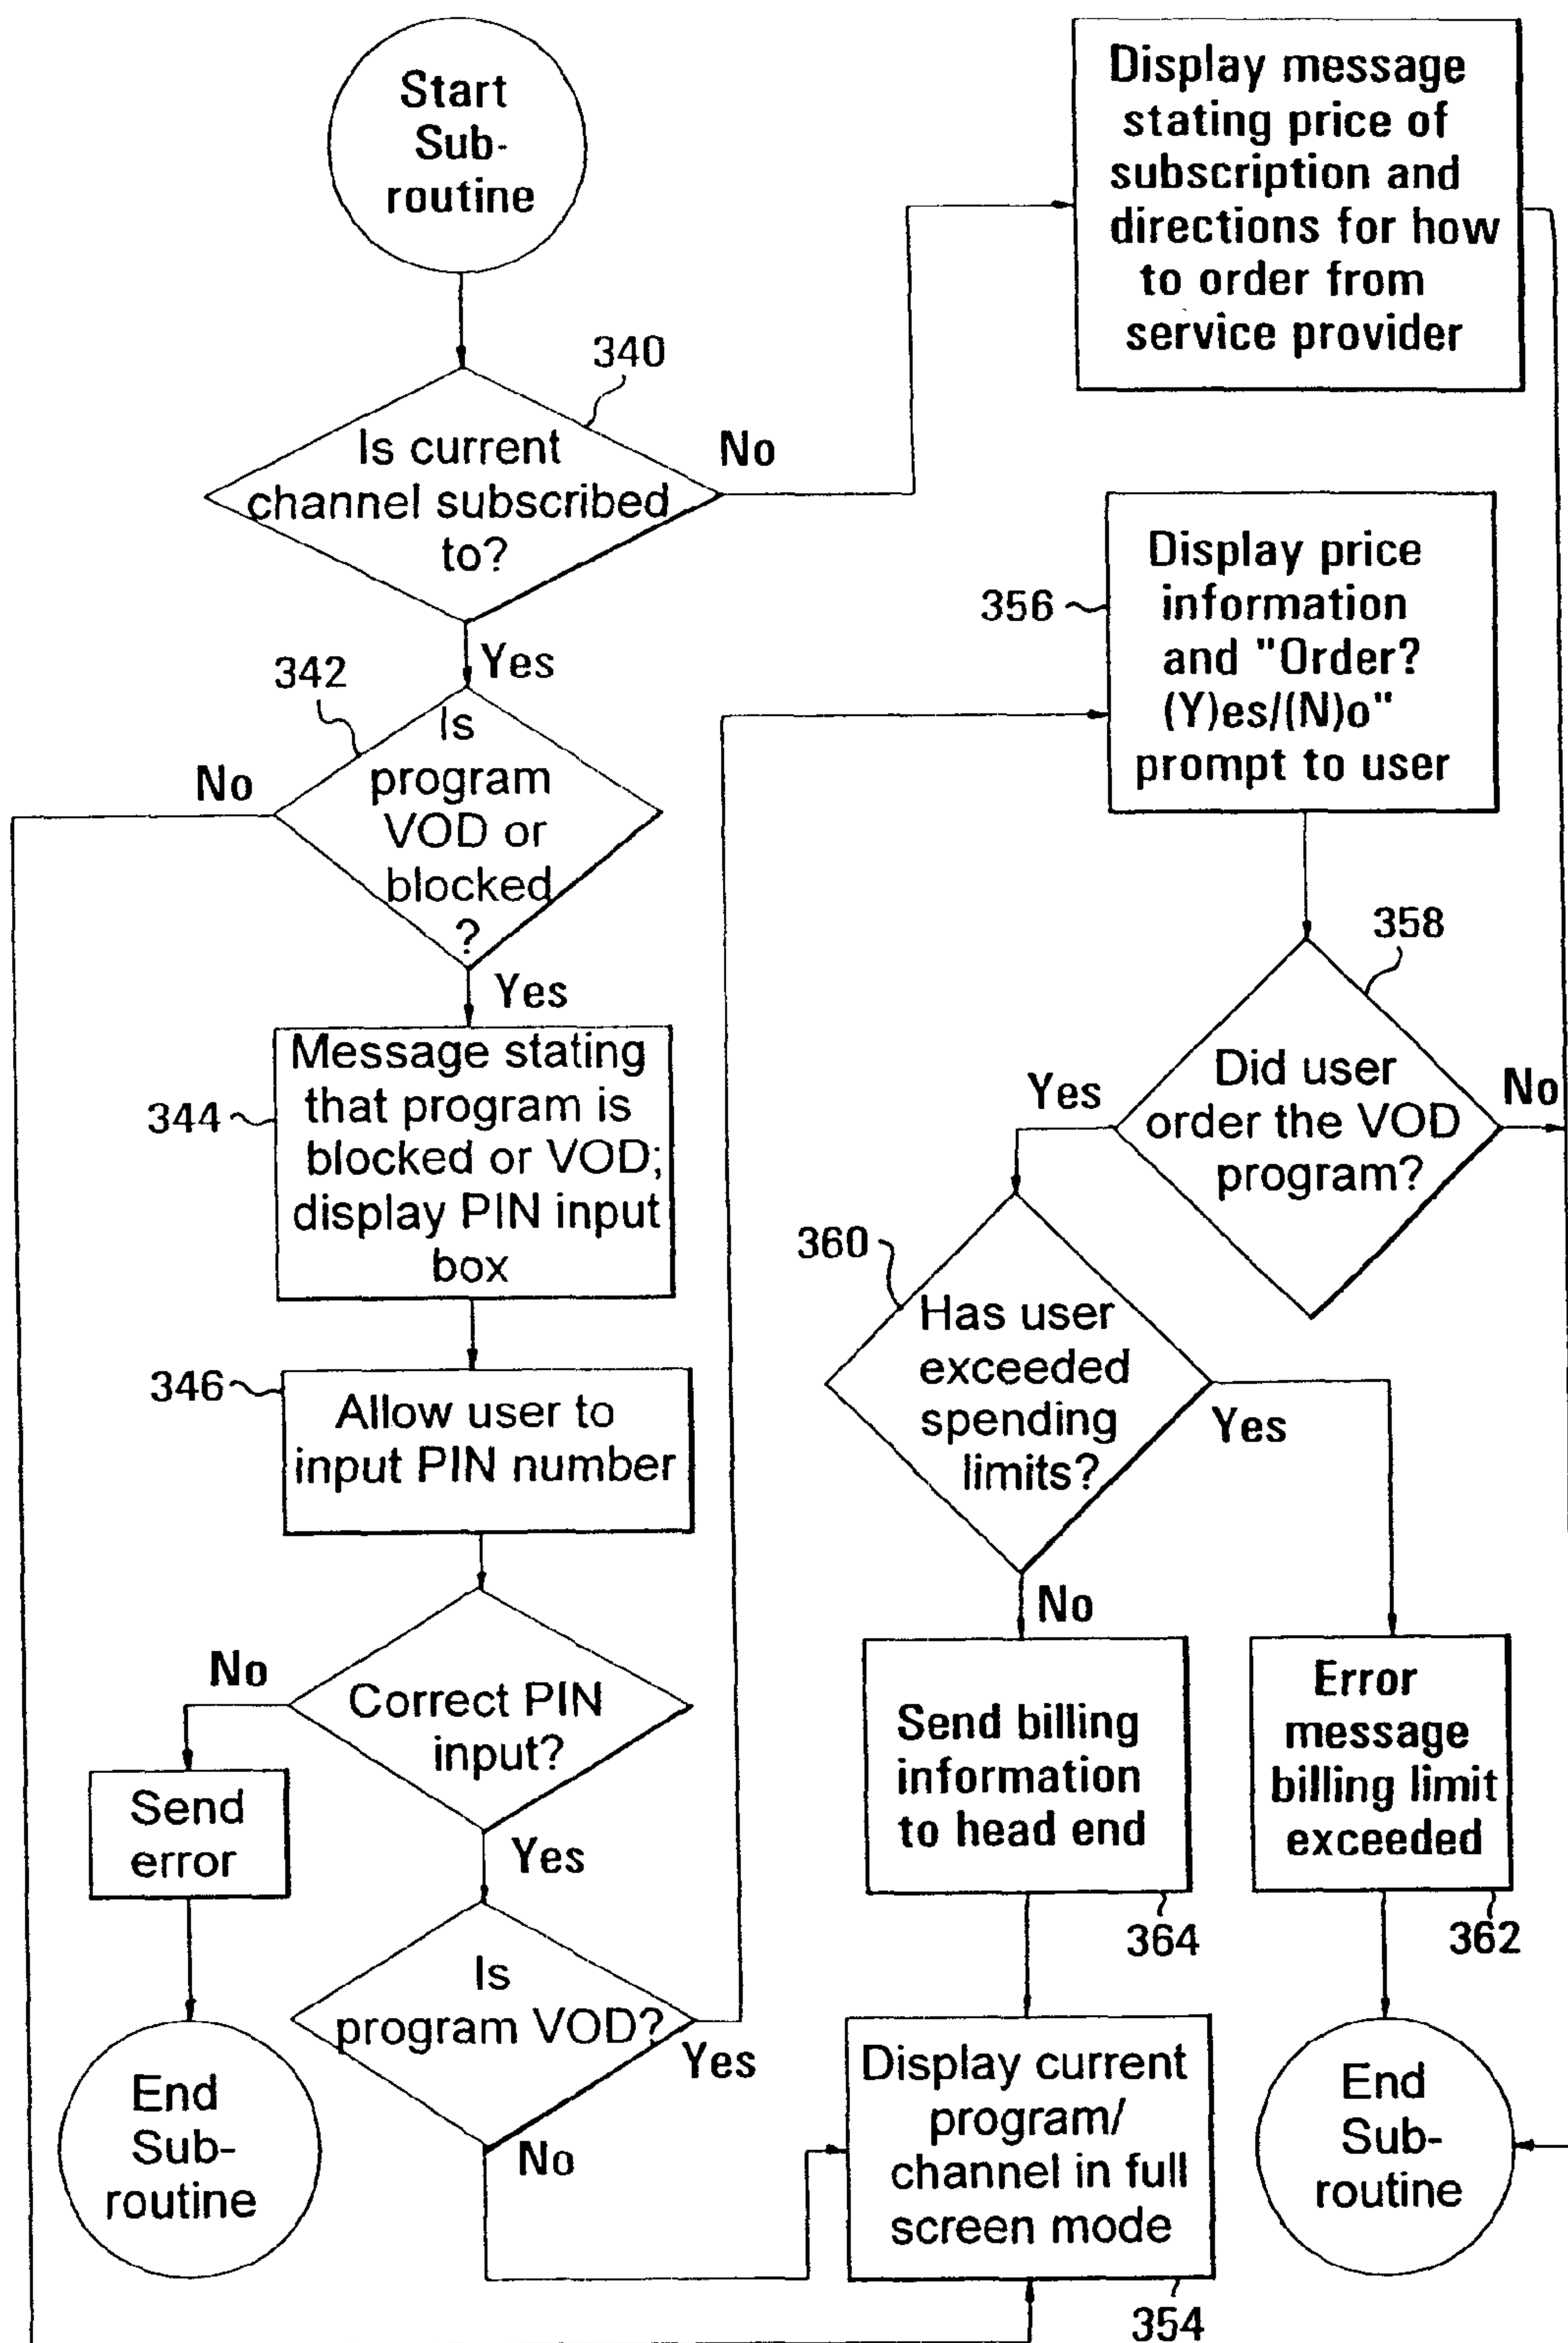 Start
Sub-
routine
340
Is current
channel subscribed
to?
No
Yes
Display message
stating price of
subscription and
directions for how
to order from
service provider
342
Is
program
VOD or
blocked
?
No
Yes
344
Message stating
that program is
blocked or VOD;
display PIN input
box
346
Allow user to
input PIN number
Correct PIN
input?
No
Yes
Send
error
End
Sub-
routine
Is
program VOD?
Yes
No
356
Display price
information
and "Order?
(Y)es/(N)o"
prompt to user
358
Did user
order the VOD
program?
Yes
No
360
Has user
exceeded
spending
limits?
Yes
No
Send billing
information
to head end
364
Error
message
billing limit
exceeded
362
Display current
program/
channel in full
screen mode
354
End
Sub-
routine